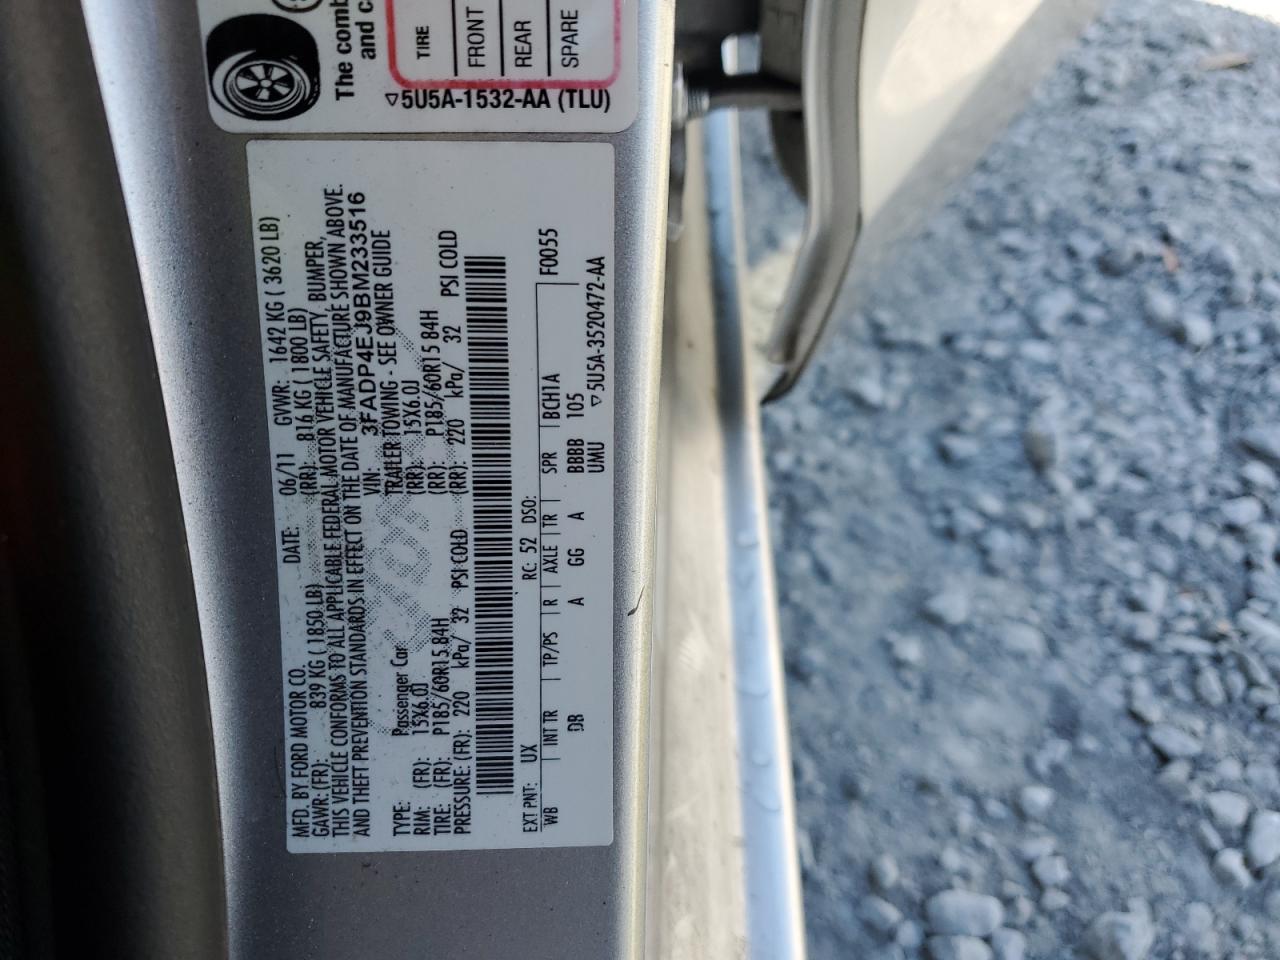 The comb
and c
TIRE
FRONT
REAR
SPARE
▽5U5A-1532-AA (TLU)
MFD. BY FORD MOTOR CO.
DATE: 06/11 GVWR: 1642 KG ( 3620 LB)
GAWR: (FR): 839 KG ( 1850 LB) (RR): 816 KG ( 1800 LB)
THIS VEHICLE CONFORMS TO ALL APPLICABLE FEDERAL MOTOR VEHICLE SAFETY, BUMPER,
AND THEFT PREVENTION STANDARDS IN EFFECT ON THE DATE OF MANUFACTURE SHOWN ABOVE.
VIN: 3FADP4EJ9BM233516
TYPE: Passenger Car TRAILER TOWING - SEE OWNER GUIDE
RIM: (FR): 15X6.0J (RR): 15X6.0J
TIRE: (FR): P185/60R15 84H (RR): P185/60R15 84H
PRESSURE: (FR): 220 kPa/ 32 PSI COLD (RR): 220 kPa/ 32 PSI COLD
EXT PNT: UX RC: 52 DSO: F0055
WB INT TR TP/PS R AXLE TR SPR BCH1A
DB A GG A BBBB 105
UMU ▽5U5A-3520472-AA